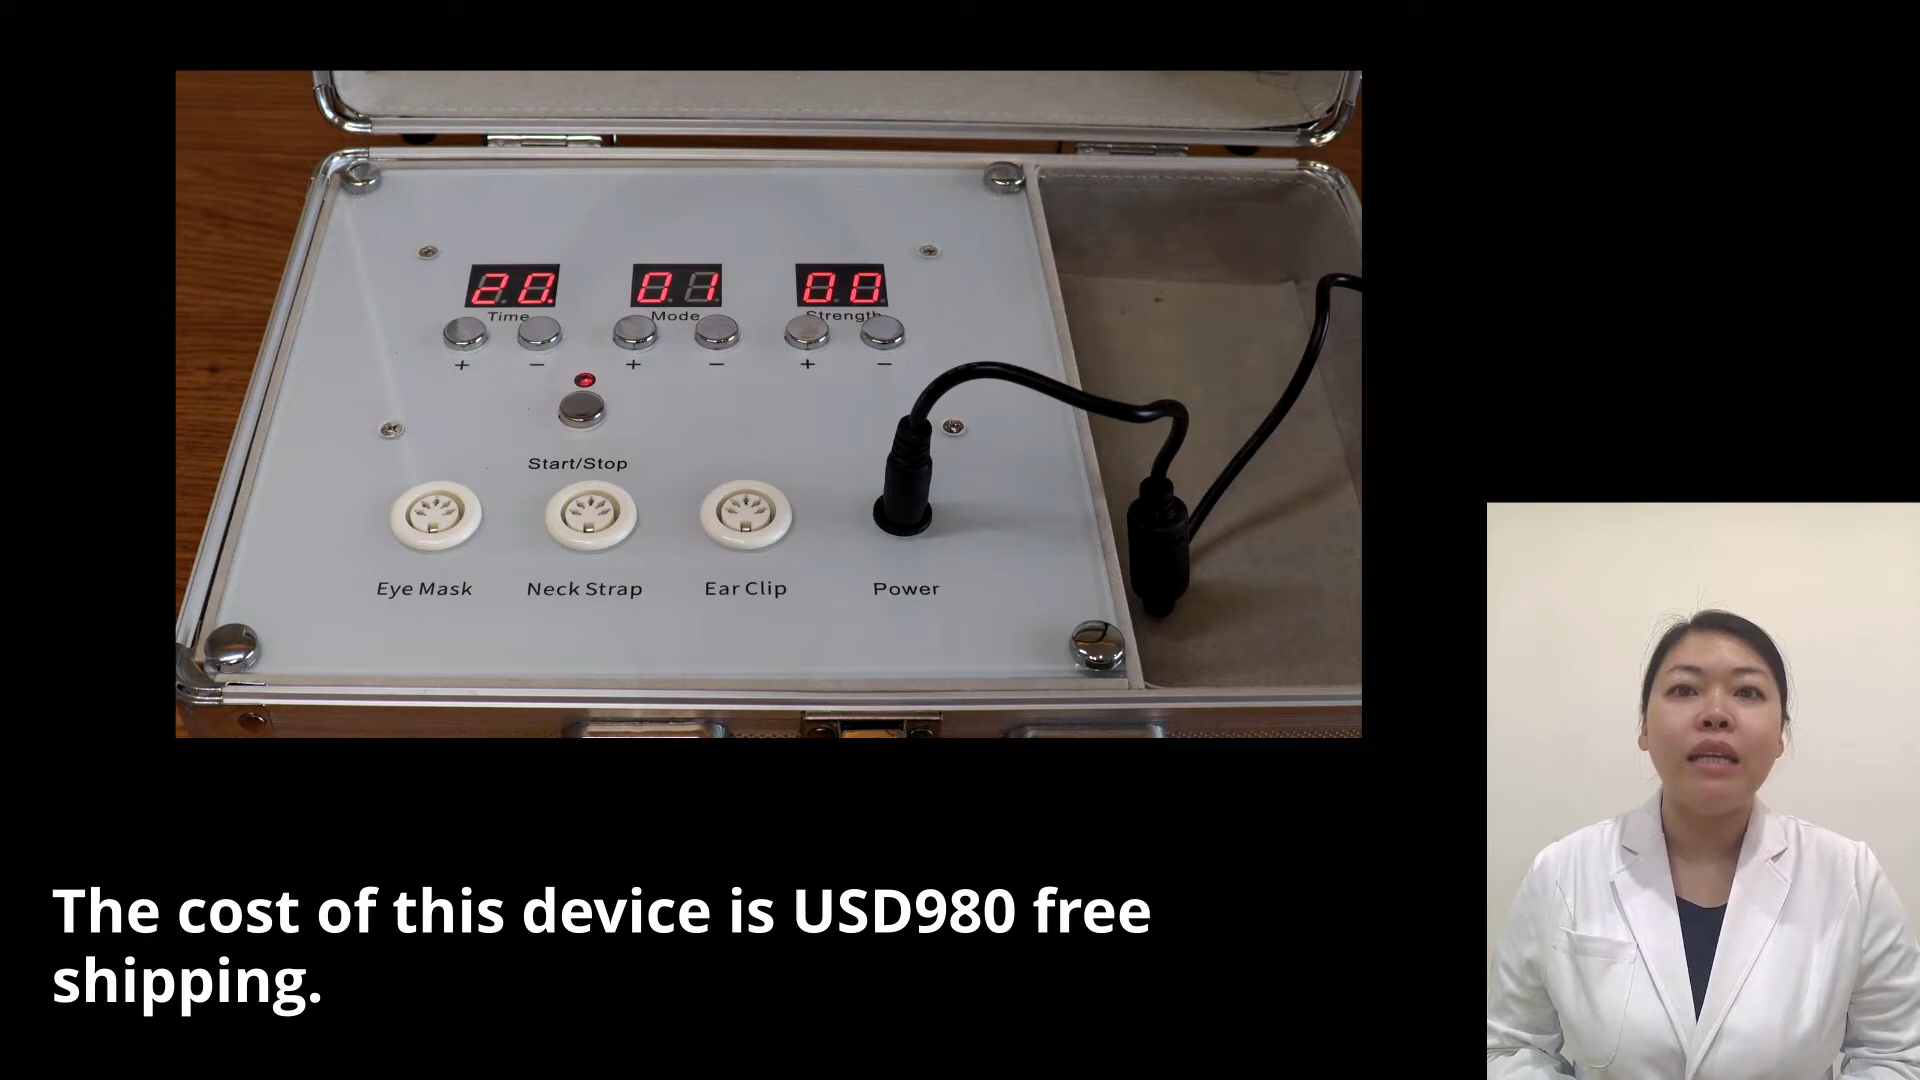 20. 01 00
Time Mode Strength
+ − + − + −
Start/Stop
Eye Mask Neck Strap Ear Clip Power
The cost of this device is USD980 free
shipping.